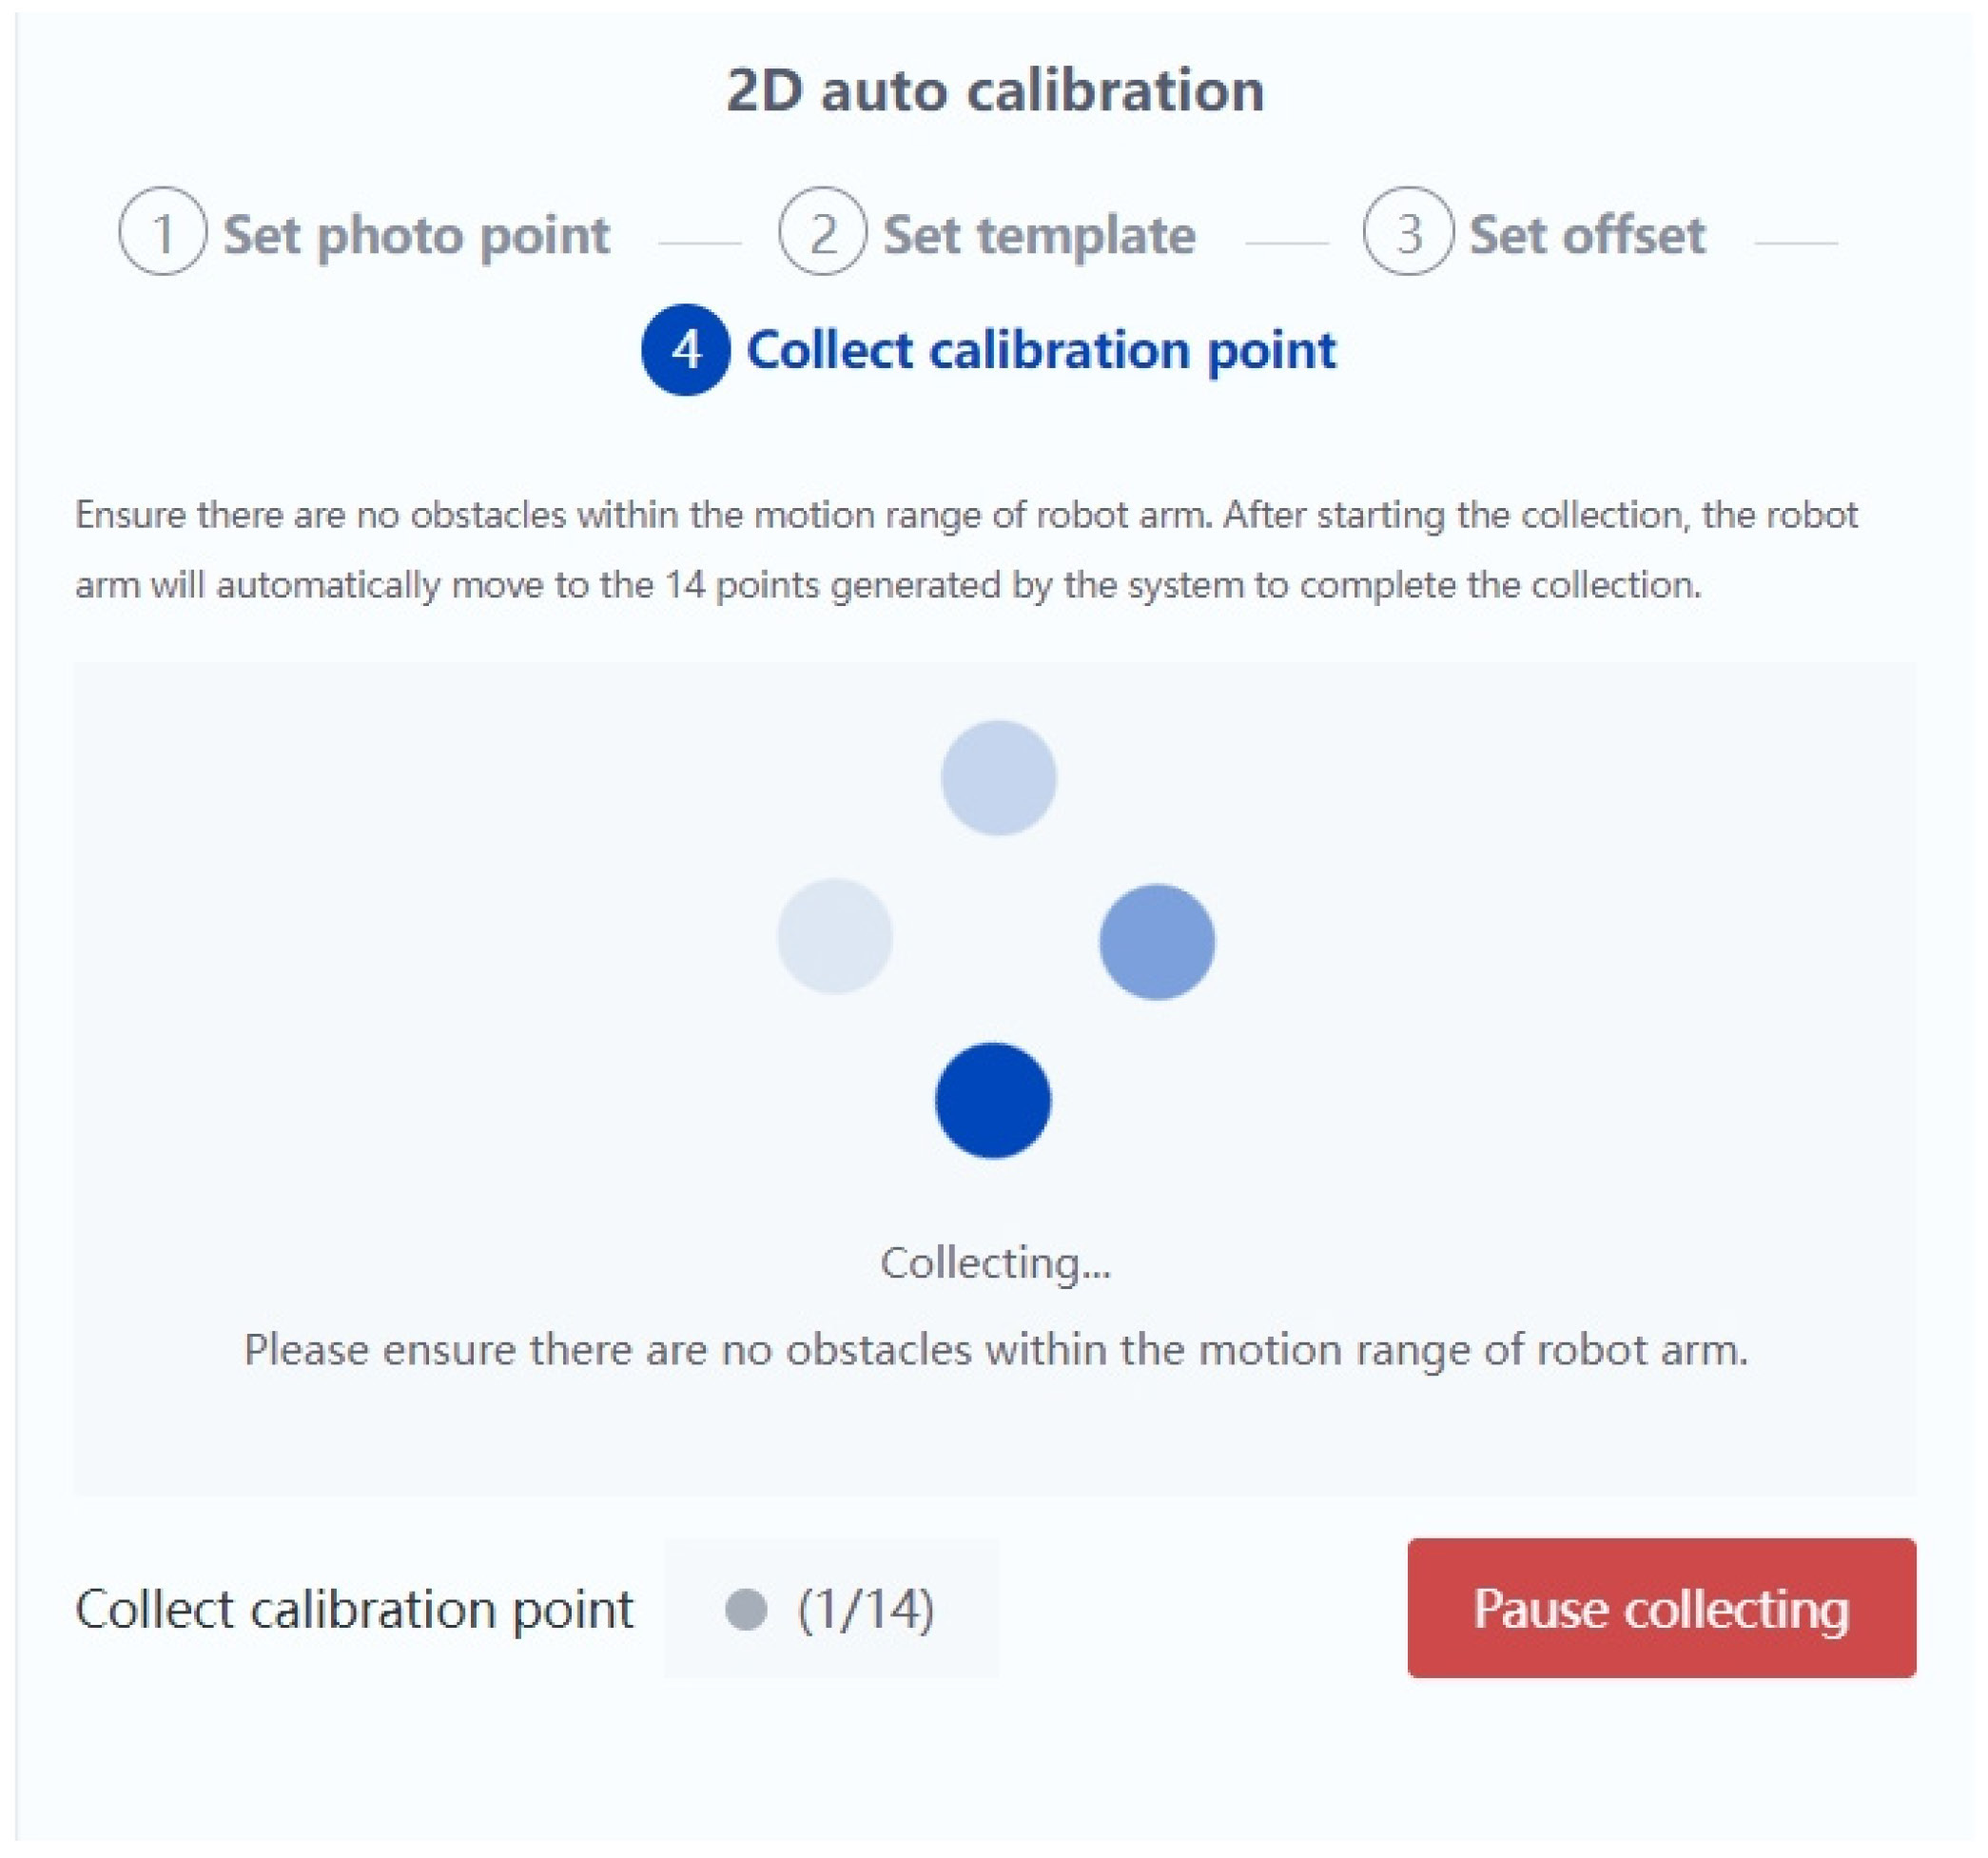 2D auto calibration
1 Set photo point 2 Set template 3 Set offset
4 Collect calibration point
Ensure there are no obstacles within the motion range of robot arm. After starting the collection, the robot
arm will automatically move to the 14 points generated by the system to complete the collection.
Collecting...
Please ensure there are no obstacles within the motion range of robot arm.
Collect calibration point (1/14) Pause collecting